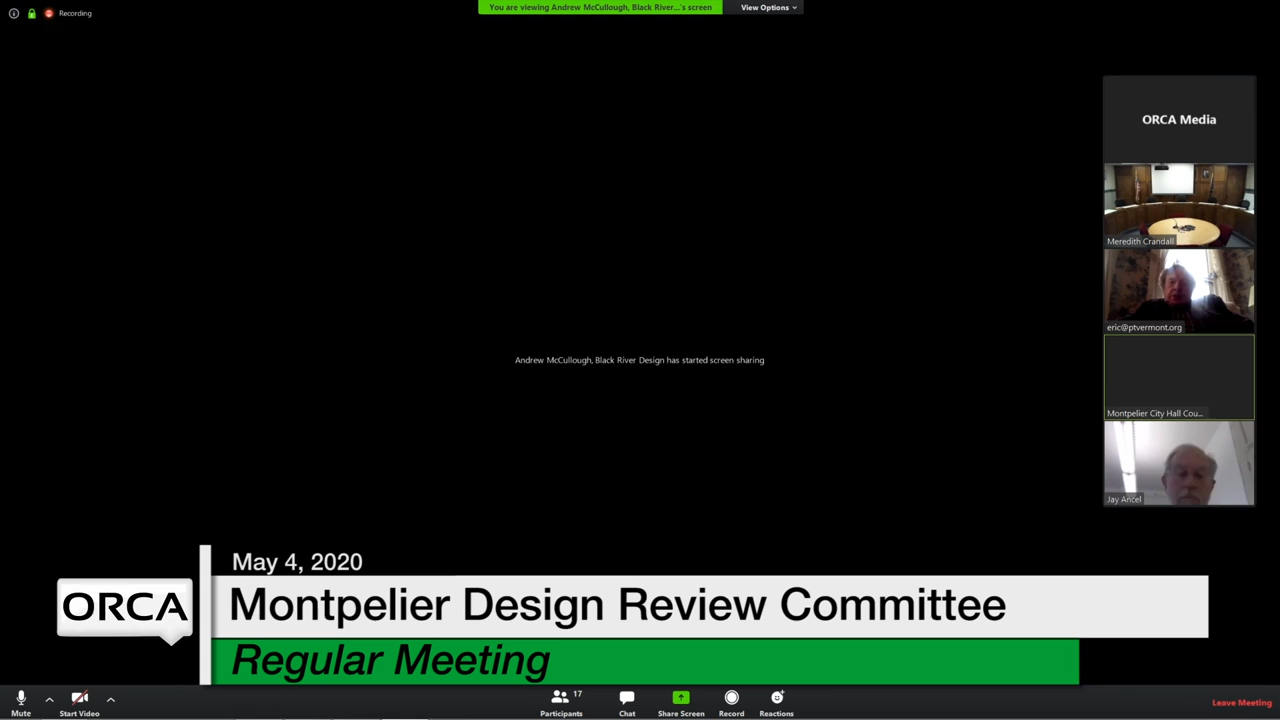 Recording
You are viewing Andrew McCullough, Black River...'s screen
View Options
ORCA Media
Meredith Crandall
eric@ptvermont.org
Andrew McCullough, Black River Design has started screen sharing
Montpelier City Hall Cou...
Jay Ancel
May 4, 2020
ORCA
Montpelier Design Review Committee
Regular Meeting
Mute
Start Video
17
Participants
Chat
Share Screen
Record
Reactions
Leave Meeting